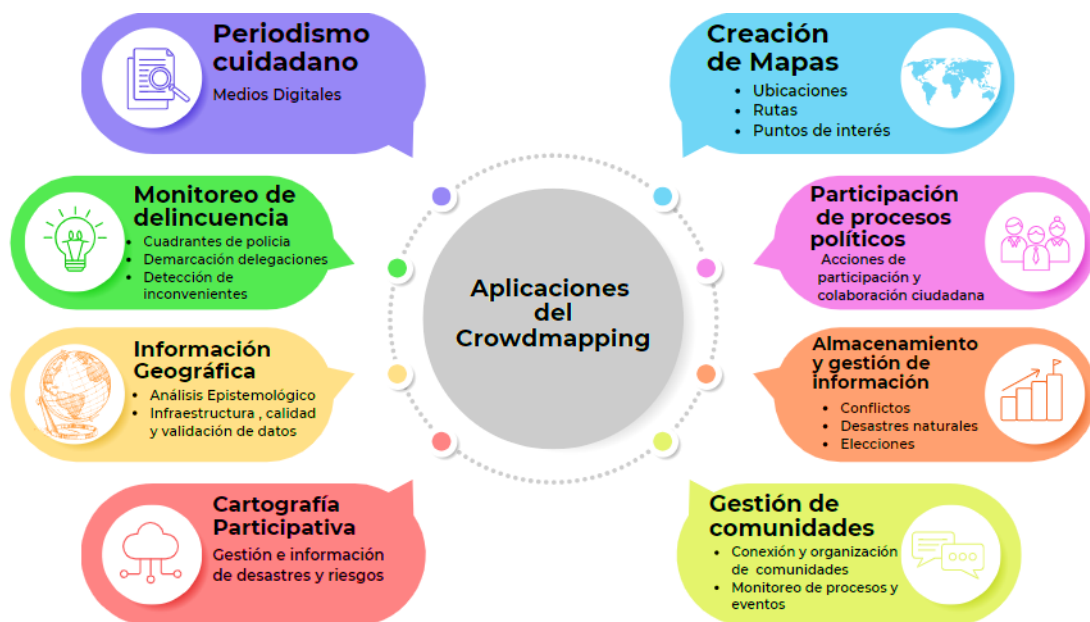 Periodismo
cuidadano
Medios Digitales
Creación
de Mapas
• Ubicaciones
• Rutas
• Puntos de interés
Monitoreo de
delincuencia
• Cuadrantes de policia
• Demarcación delegaciones
• Detección de
inconvenientes
Participación
de procesos
políticos
Acciones de
participación y
colaboración ciudadana
Aplicaciones
del
Crowdmapping
Información
Geográfica
• Análisis Epistemológico
• Infraestructura , calidad
y validación de datos
Almacenamiento
y gestión de
información
• Conflictos
• Desastres naturales
• Elecciones
Cartografía
Participativa
Gestión e información
de desastres y riesgos
Gestión de
comunidades
• Conexión y organización
de comunidades
• Monitoreo de procesos y
eventos